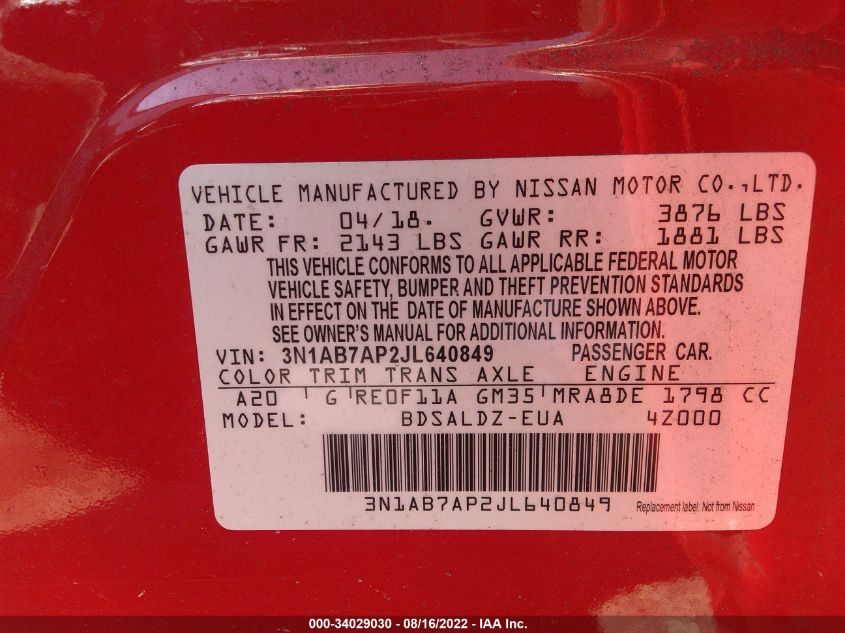 VEHICLE MANUFACTURED BY NISSAN MOTOR CO.,LTD.
DATE: 04/18. GVWR: 3876 LBS
GAWR FR: 2143 LBS GAWR RR: 1881 LBS
THIS VEHICLE CONFORMS TO ALL APPLICABLE FEDERAL MOTOR
VEHICLE SAFETY, BUMPER AND THEFT PREVENTION STANDARDS
IN EFFECT ON THE DATE OF MANUFACTURE SHOWN ABOVE.
SEE OWNER'S MANUAL FOR ADDITIONAL INFORMATION.
VIN: 3N1AB7AP2JL640849 PASSENGER CAR.
COLOR TRIM TRANS AXLE ENGINE
A20 G RE0F11A GM35 MRA8DE 1798 CC
MODEL: BDSALDZ-EUA 4Z000
3N1AB7AP2JL640849
Replacement label: Not from Nissan
000-34029030 - 08/16/2022 - IAA Inc.